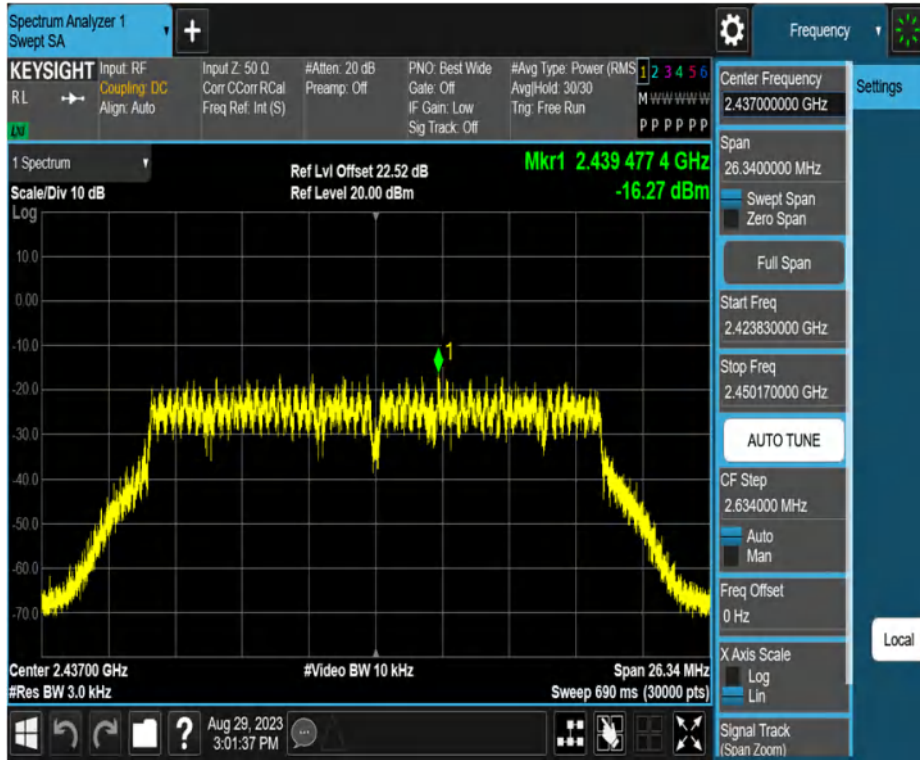 Spectrum Analyzer 1
Swept SA
+
Frequency
KEYSIGHT
RL
LXI
Input: RF
Coupling: DC
Align: Auto
Input Z: 50 Ω
Corr CCorr RCal
Freq Ref: Int (S)
#Atten: 20 dB
Preamp: Off
PNO: Best Wide
Gate: Off
IF Gain: Low
Sig Track: Off
#Avg Type: Power (RMS
Avg|Hold: 30/30
Trig: Free Run
1 2 3 4 5 6
M W W W W W
P P P P P P
1 Spectrum
Scale/Div 10 dB
Ref Lvl Offset 22.52 dB
Ref Level 20.00 dBm
Mkr1 2.439 477 4 GHz
-16.27 dBm
Log
10.0
0.00
-10.0
1
-20.0
-30.0
-40.0
-50.0
-60.0
-70.0
Center 2.43700 GHz
#Res BW 3.0 kHz
#Video BW 10 kHz
Span 26.34 MHz
Sweep 690 ms (30000 pts)
?
Aug 29, 2023
3:01:37 PM
Center Frequency
2.437000000 GHz
Span
26.3400000 MHz
Swept Span
Zero Span
Full Span
Start Freq
2.423830000 GHz
Stop Freq
2.450170000 GHz
AUTO TUNE
CF Step
2.634000 MHz
Auto
Man
Freq Offset
0 Hz
X Axis Scale
Log
Lin
Signal Track
(Span Zoom)
Settings
Local